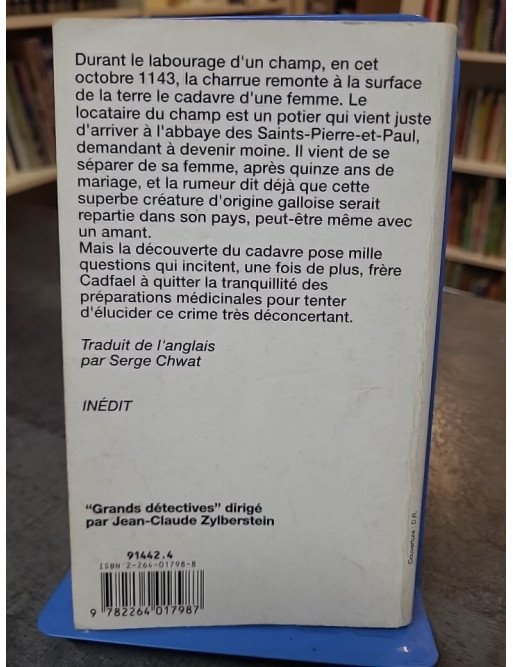 Durant le labourage d'un champ, en cet
octobre 1143, la charrue remonte à la surface
de la terre le cadavre d'une femme. Le
locataire du champ est un potier qui vient juste
d'arriver à l'abbaye des Saints-Pierre-et-Paul,
demandant à devenir moine. Il vient de se
séparer de sa femme, après quinze ans de
mariage, et la rumeur dit déjà que cette
superbe créature d'origine galloise serait
repartie dans son pays, peut-être même avec
un amant.
Mais la découverte du cadavre pose mille
questions qui incitent, une fois de plus, frère
Cadfael à quitter la tranquillité des
préparations médicinales pour tenter
d'élucider ce crime très déconcertant.
Traduit de l'anglais
par Serge Chwat
INÉDIT
"Grands détectives" dirigé
par Jean-Claude Zylberstein
91442.4
ISBN 2-264-01798-8
9 782264 017987
Couverture : D.R.